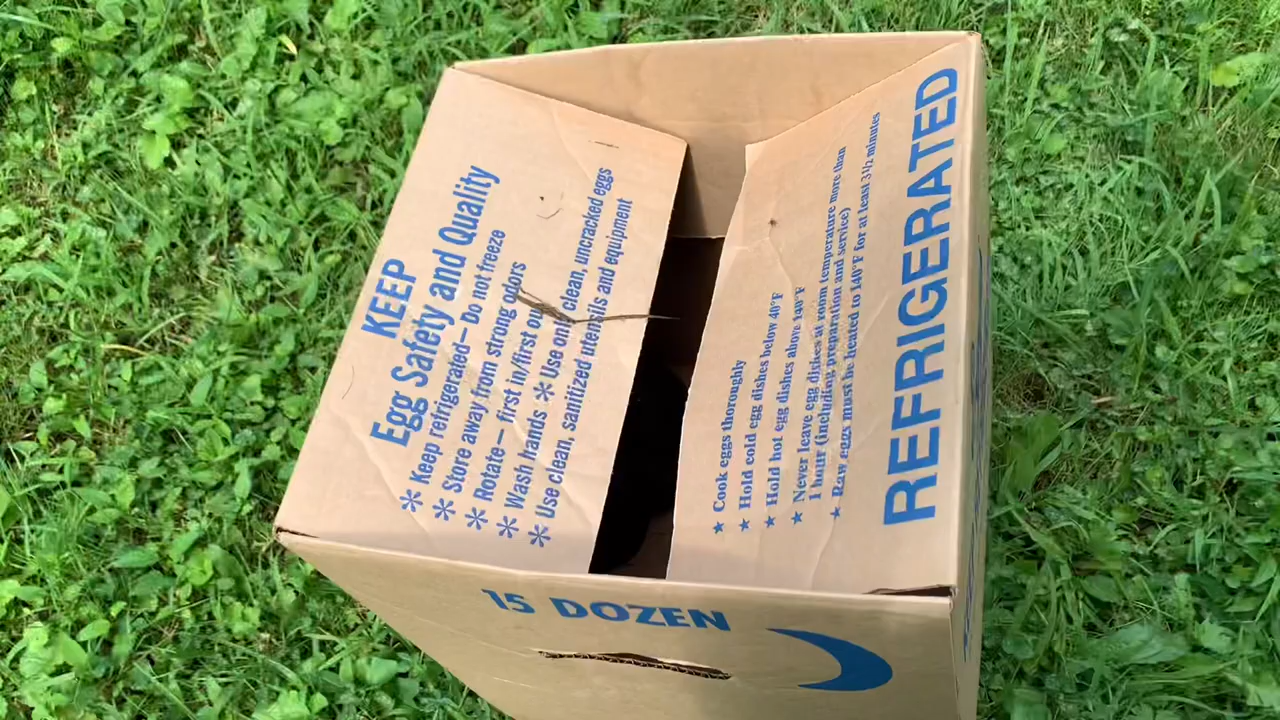 KEEP
Egg Safety and Quality
* Keep refrigerated—Do not freeze
* Store away from strong odors
* Rotate—first in/first out
* Wash hands * Use only clean, uncracked eggs
* Use clean, sanitized utensils and equipment
★ Cook eggs thoroughly
★ Hold cold egg dishes below 40°F
★ Hold hot egg dishes above 140°F
★ Never leave egg dishes at room temperature more than
1 hour (including preparation and service)
★ Raw eggs must be heated to 140°F for at least 3 1/2 minutes
REFRIGERATED
15 DOZEN